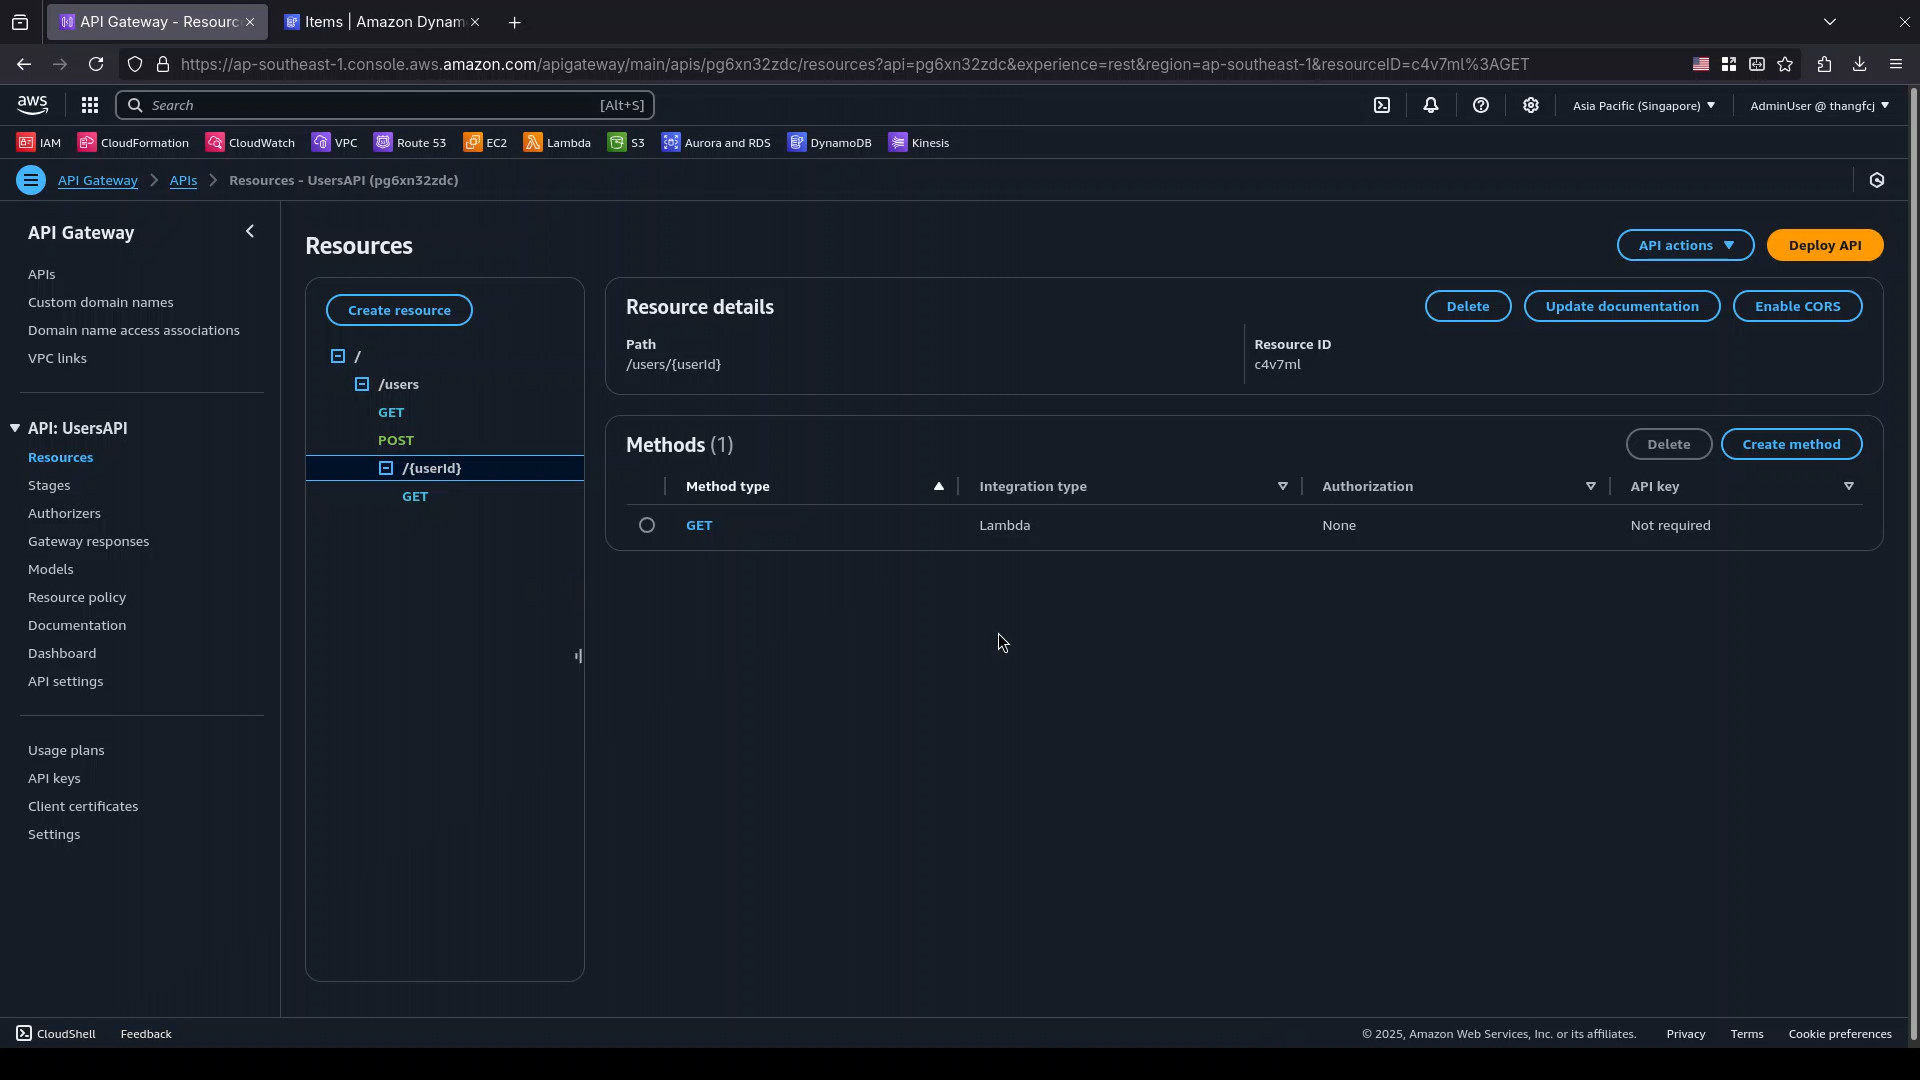 API Gateway - Resourc
Items | Amazon Dynam
https://ap-southeast-1.console.aws.amazon.com/apigateway/main/apis/pg6xn32zdc/resources?api=pg6xn32zdc&experience=rest&region=ap-southeast-1&resourceID=c4v7ml%3AGET
aws
Search
[Alt+S]
Asia Pacific (Singapore)
AdminUser @ thangfcj
IAM
CloudFormation
CloudWatch
VPC
Route 53
EC2
Lambda
S3
Aurora and RDS
DynamoDB
Kinesis
API Gateway
APIs
Resources - UsersAPI (pg6xn32zdc)
API Gateway
APIs
Custom domain names
Domain name access associations
VPC links
API: UsersAPI
Resources
Stages
Authorizers
Gateway responses
Models
Resource policy
Documentation
Dashboard
API settings
Usage plans
API keys
Client certificates
Settings
Resources
API actions
Deploy API
Create resource
/
/users
GET
POST
/{userId}
GET
Resource details
Delete
Update documentation
Enable CORS
Path
/users/{userId}
Resource ID
c4v7ml
Methods (1)
Delete
Create method
Method type
Integration type
Authorization
API key
GET
Lambda
None
Not required
CloudShell
Feedback
© 2025, Amazon Web Services, Inc. or its affiliates.
Privacy
Terms
Cookie preferences